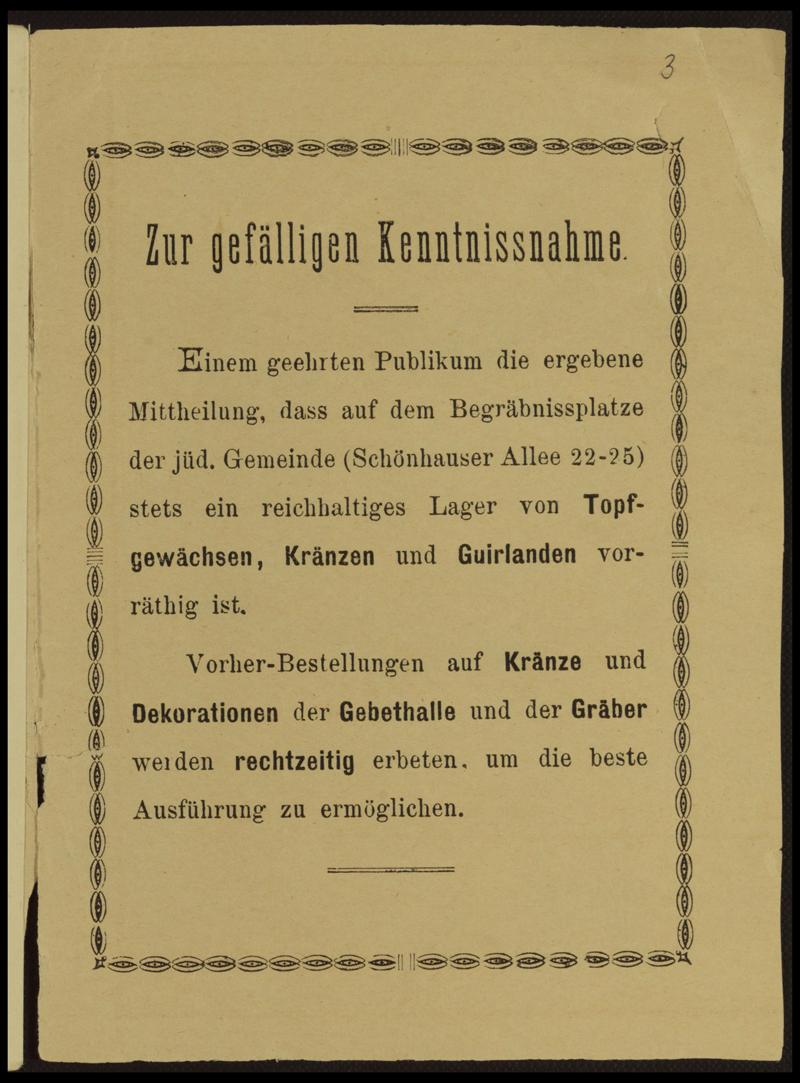 3
Zur gefälligen Kenntnissnahme.
Einem geehrten Publikum die ergebene
Mittheilung, dass auf dem Begräbnissplatze
der jüd. Gemeinde (Schönhauser Allee 22-25)
stets ein reichhaltiges Lager von Topf-
gewächsen, Kränzen und Guirlanden vor-
räthig ist.
Vorher-Bestellungen auf Kränze und
Dekorationen der Gebethalle und der Gräber
werden rechtzeitig erbeten, um die beste
Ausführung zu ermöglichen.